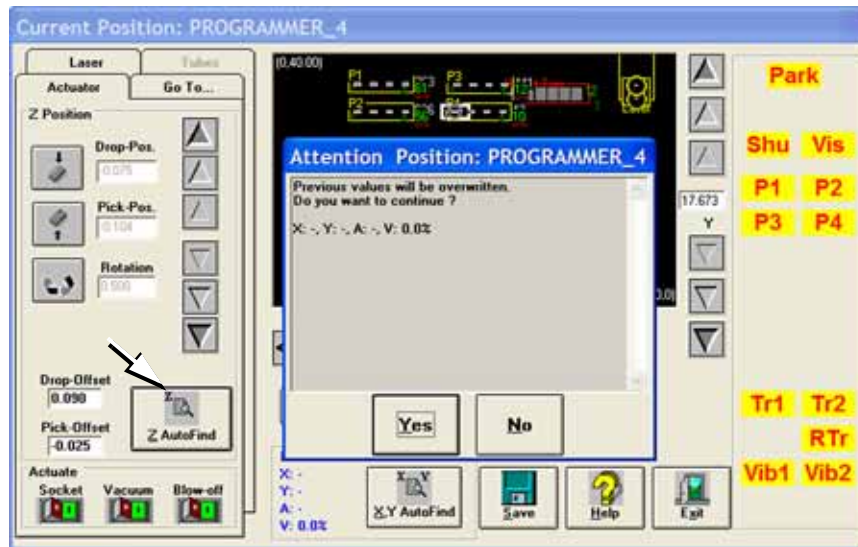 Current Position: PROGRAMMER_4
Laser Tubes
Actuator Go To...
Z Position
Drop-Pos.
0.075
Pick-Pos.
0.104
Rotation
0.500
Drop-Offset
0.090
Pick-Offset
-0.025
Z
Z AutoFind
Actuate
Socket Vacuum Blow-off
(0,40.00)
P1 P3
P2
17.673
Y
Attention Position: PROGRAMMER_4
Previous values will be overwritten.
Do you want to continue ?
X: -, Y: -, A: -, V: 0.0%
Yes No
X: -
Y: -
A: -
V: 0.0%
X Y
X,Y AutoFind
Save
Help
Exit
Park
Shu Vis
P1 P2
P3 P4
Tr1 Tr2
RTr
Vib1 Vib2